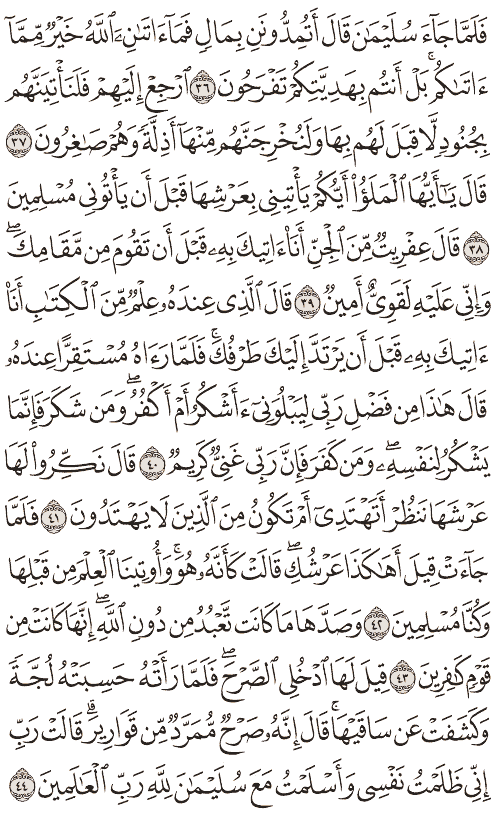 فَلَمَّا جَآءَ سُلَيْمَٰنَ قَالَ أَتُمِدُّونَنِ بِمَالٍ فَمَآ ءَاتَىٰنِۦَ ٱللَّهُ خَيْرٌ مِّمَّآ
ءَاتَىٰكُمۚ بَلْ أَنتُم بِهَدِيَّتِكُمْ تَفْرَحُونَ ٣٦ ٱرْجِعْ إِلَيْهِمْ فَلَنَأْتِيَنَّهُم
بِجُنُودٍ لَّا قِبَلَ لَهُم بِهَا وَلَنُخْرِجَنَّهُم مِّنْهَآ أَذِلَّةً وَهُمْ صَٰغِرُونَ ٣٧
قَالَ يَٰٓأَيُّهَا ٱلْمَلَؤُا۟ أَيُّكُمْ يَأْتِينِى بِعَرْشِهَا قَبْلَ أَن يَأْتُونِى مُسْلِمِينَ
٣٨ قَالَ عِفْرِيتٌ مِّنَ ٱلْجِنِّ أَنَا۠ ءَاتِيكَ بِهِۦ قَبْلَ أَن تَقُومَ مِن مَّقَامِكَۖ
وَإِنِّى عَلَيْهِ لَقَوِىٌّ أَمِينٌ ٣٩ قَالَ ٱلَّذِى عِندَهُۥ عِلْمٌ مِّنَ ٱلْكِتَٰبِ أَنَا۠
ءَاتِيكَ بِهِۦ قَبْلَ أَن يَرْتَدَّ إِلَيْكَ طَرْفُكَۚ فَلَمَّا رَءَاهُ مُسْتَقِرًّا عِندَهُۥ
قَالَ هَٰذَا مِن فَضْلِ رَبِّى لِيَبْلُوَنِىٓ ءَأَشْكُرُ أَمْ أَكْفُرُۖ وَمَن شَكَرَ فَإِنَّمَا
يَشْكُرُ لِنَفْسِهِۦۖ وَمَن كَفَرَ فَإِنَّ رَبِّى غَنِىٌّ كَرِيمٌ ٤٠ قَالَ نَكِّرُوا۟ لَهَا
عَرْشَهَا نَنظُرْ أَتَهْتَدِىٓ أَمْ تَكُونُ مِنَ ٱلَّذِينَ لَا يَهْتَدُونَ ٤١ فَلَمَّا
جَآءَتْ قِيلَ أَهَٰكَذَا عَرْشُكِۖ قَالَتْ كَأَنَّهُۥ هُوَۚ وَأُوتِينَا ٱلْعِلْمَ مِن قَبْلِهَا
وَكُنَّا مُسْلِمِينَ ٤٢ وَصَدَّهَا مَا كَانَت تَّعْبُدُ مِن دُونِ ٱللَّهِۖ إِنَّهَا كَانَتْ مِن
قَوْمٍ كَٰفِرِينَ ٤٣ قِيلَ لَهَا ٱدْخُلِى ٱلصَّرْحَۖ فَلَمَّا رَأَتْهُ حَسِبَتْهُ لُجَّةً
وَكَشَفَتْ عَن سَاقَيْهَاۚ قَالَ إِنَّهُۥ صَرْحٌ مُّمَرَّدٌ مِّن قَوَارِيرَۗ قَالَتْ رَبِّ
إِنِّى ظَلَمْتُ نَفْسِى وَأَسْلَمْتُ مَعَ سُلَيْمَٰنَ لِلَّهِ رَبِّ ٱلْعَٰلَمِينَ ٤٤